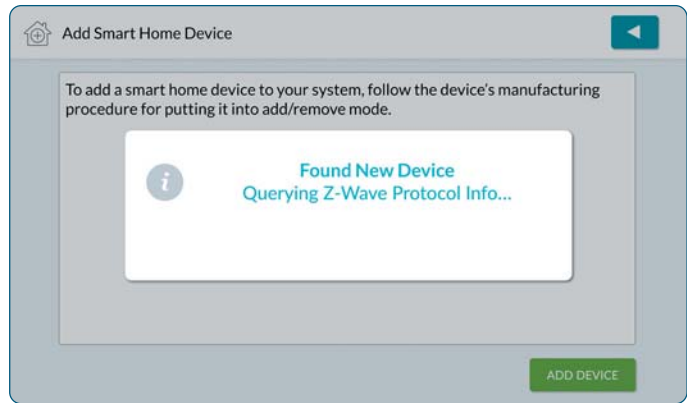 Add Smart Home Device
To add a smart home device to your system, follow the device’s manufacturing
procedure for putting it into add/remove mode.
Found New Device
Querying Z-Wave Protocol Info...
ADD DEVICE